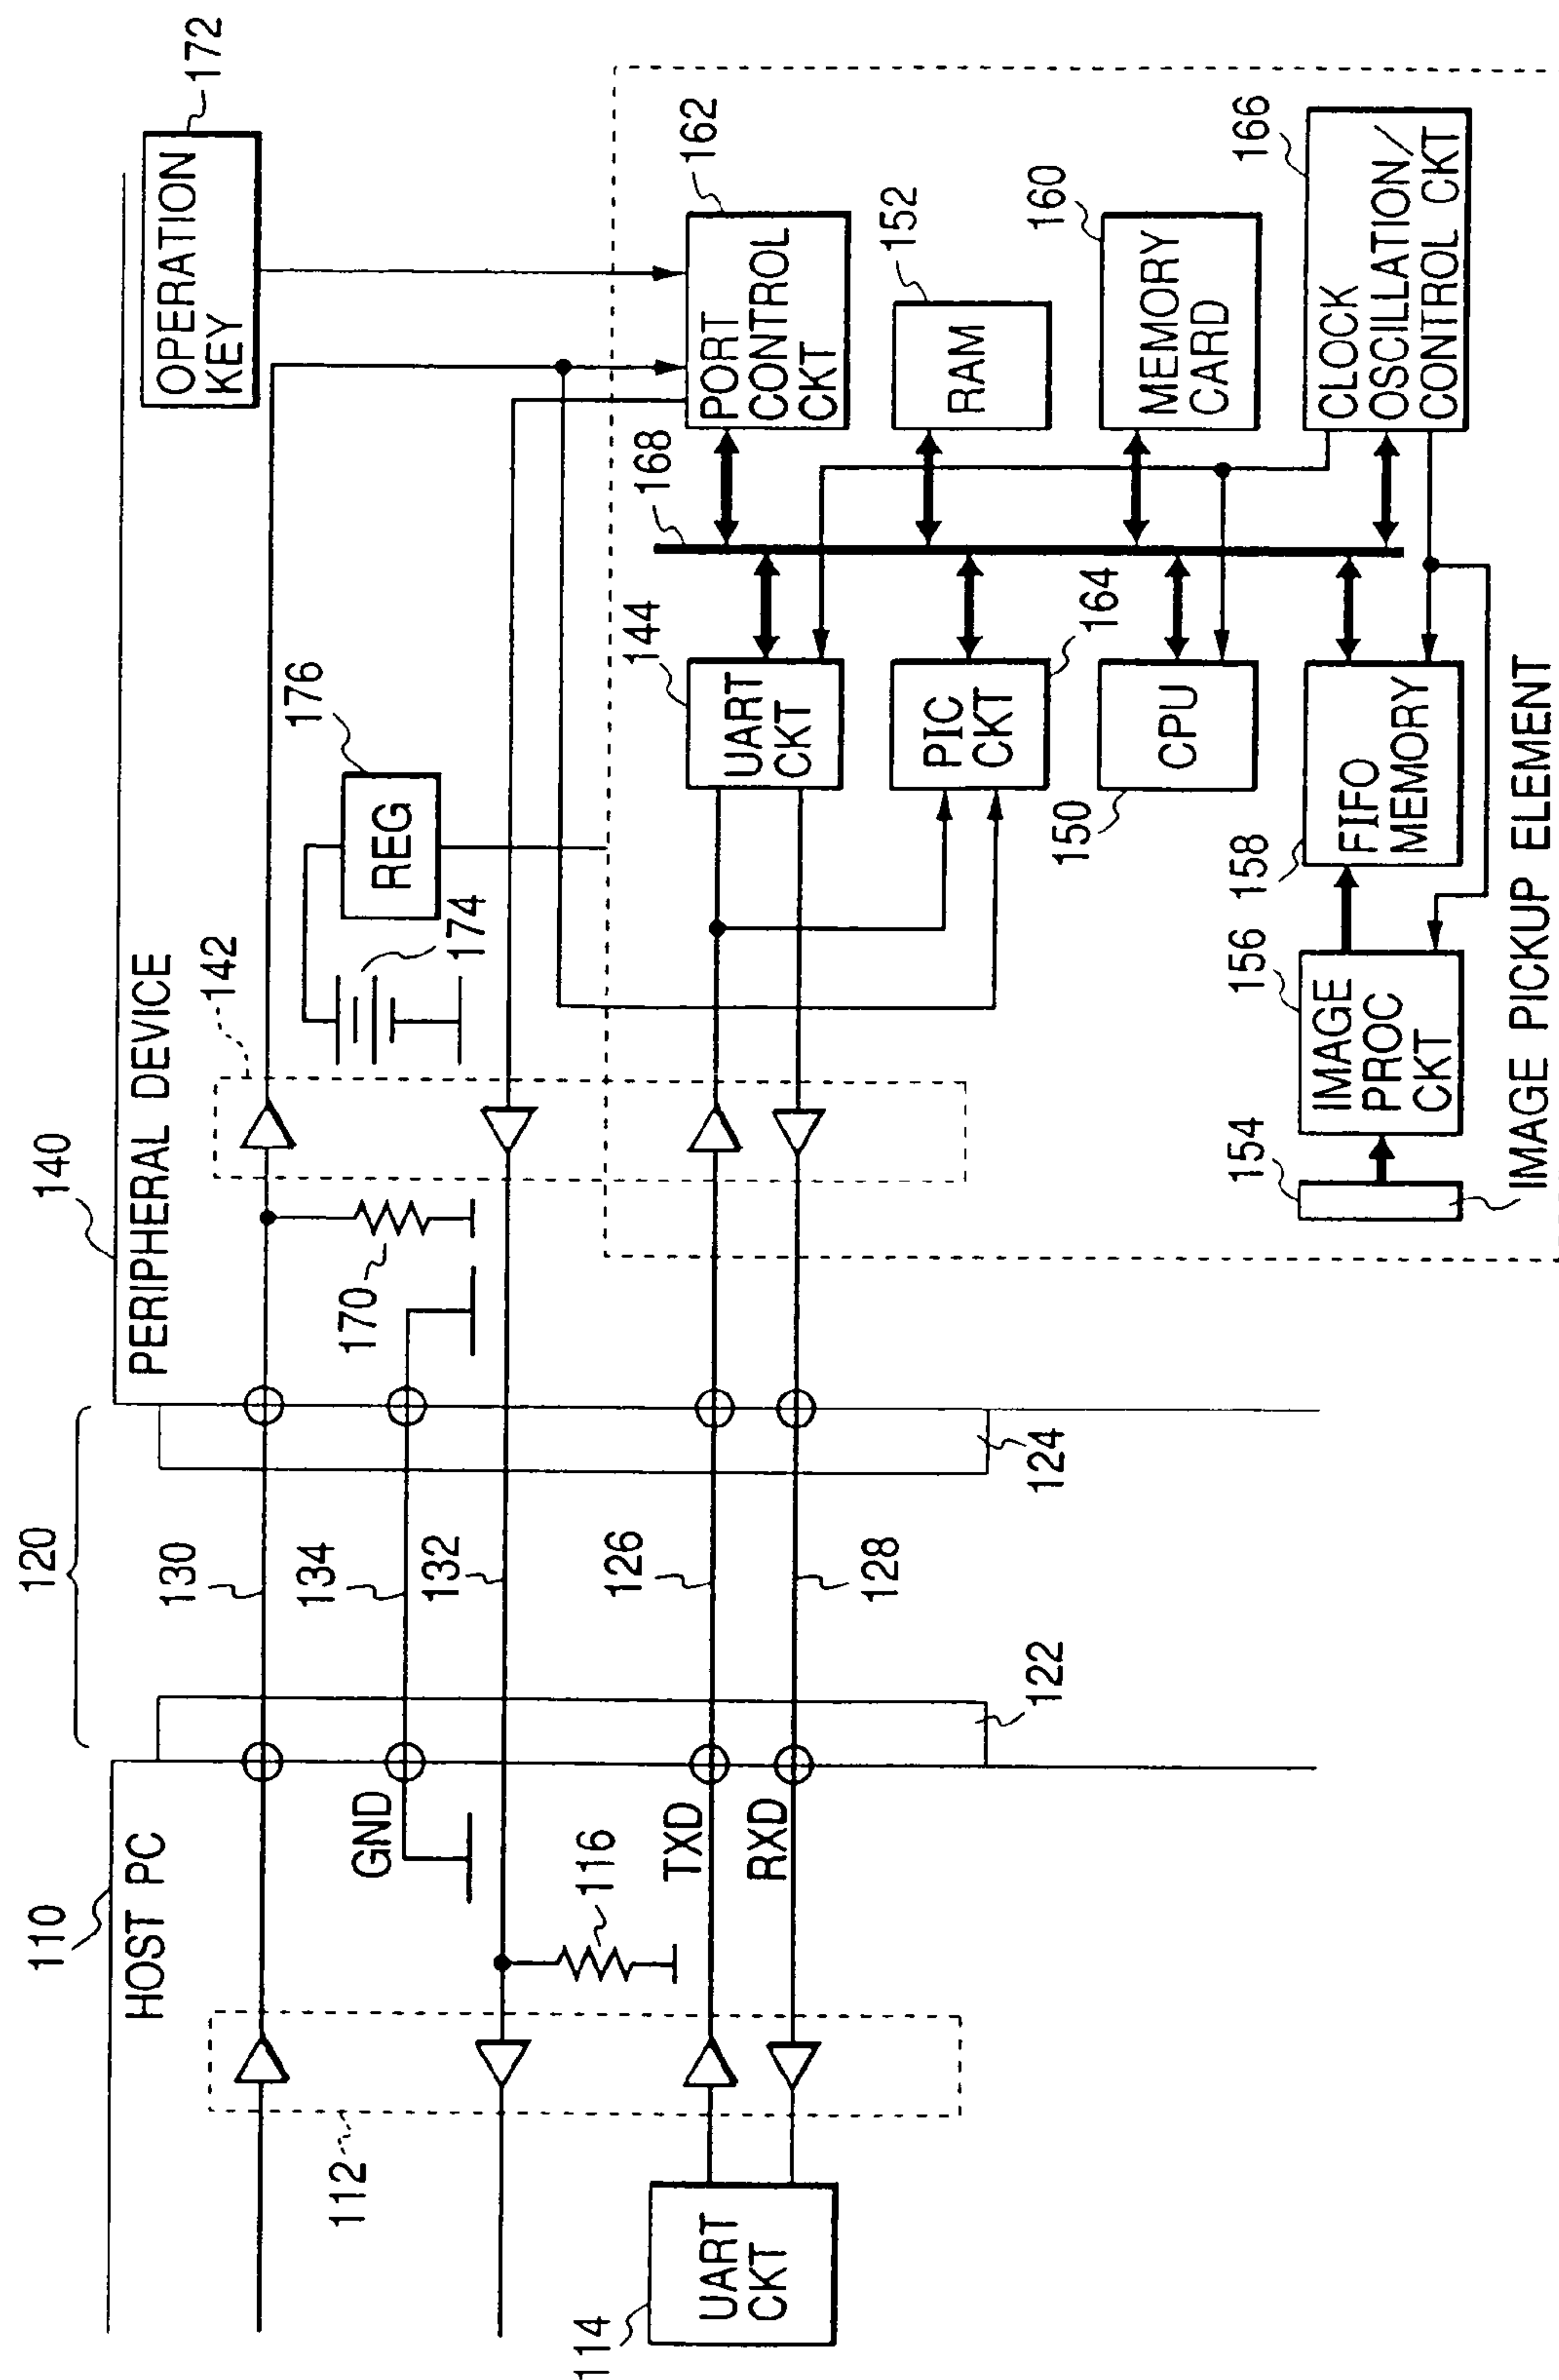 110
HOST PC
112
114
UART
CKT
GND
116
TXD
RXD
120
122
130
134
132
126
128
124
140
PERIPHERAL DEVICE
170
142
174
176
REG
OPERATION
KEY
172
144
UART
CKT
168
PORT
CONTROL
CKT
162
PIC
CKT
164
RAM
152
150
CPU
MEMORY
CARD
160
154
156
IMAGE
PROC
CKT
158
FIFO
MEMORY
CLOCK
OSCILLATION/
CONTROL CKT
166
IMAGE PICKUP ELEMENT